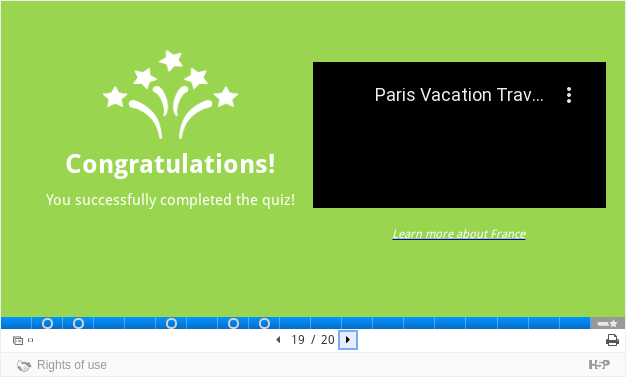 Paris Vacation Trav...
Congratulations!
You successfully completed the quiz!
Learn more about France
19 / 20
Rights of use
H5P